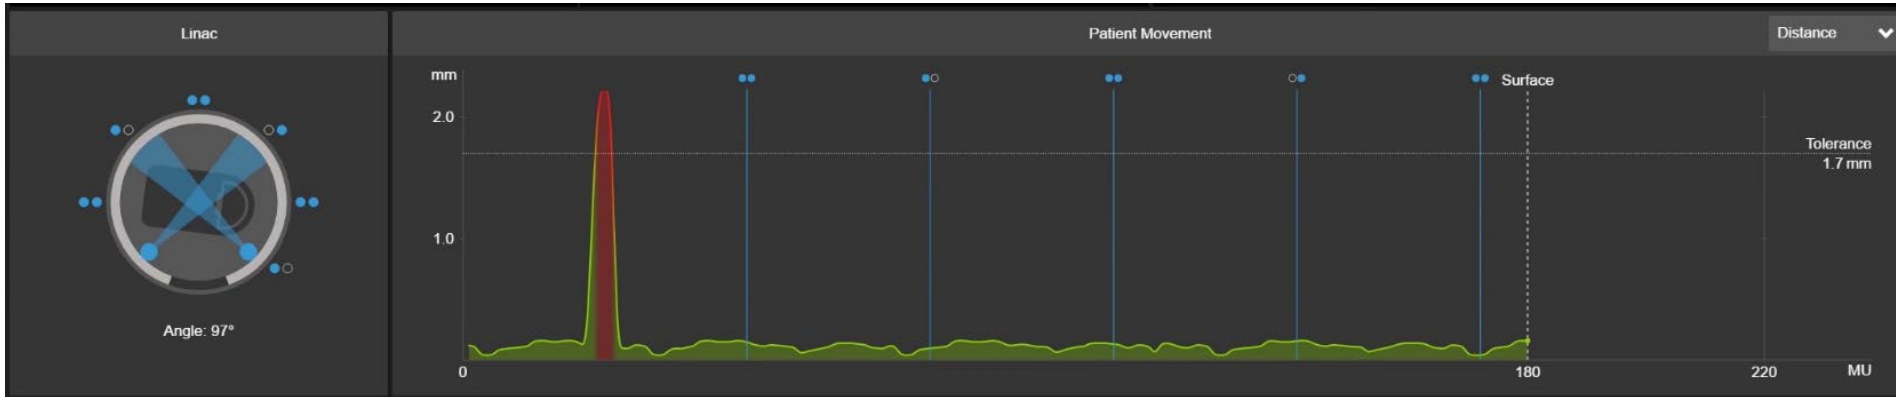 Linac
Angle: 97°
Patient Movement
Distance
mm
Surface
2.0
Tolerance
1.7 mm
1.0
0
180
220
MU